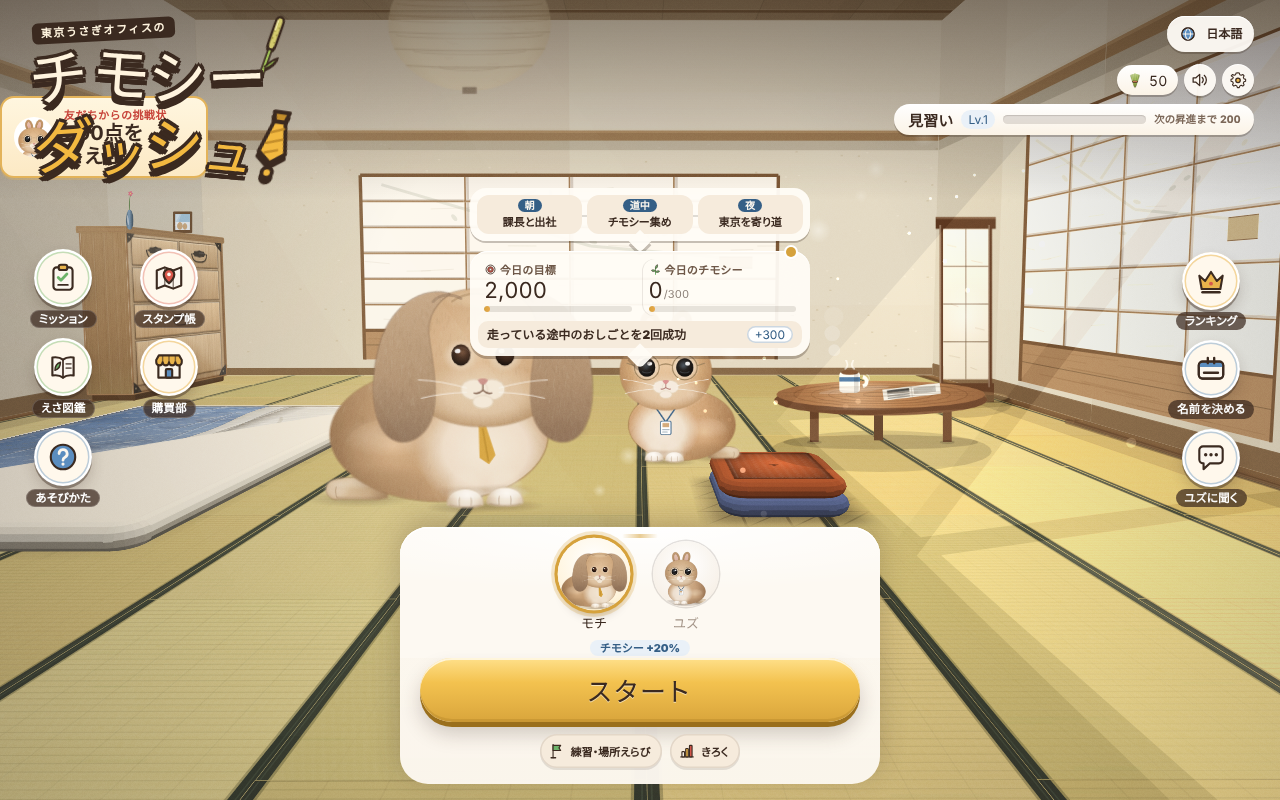 東京うさぎオフィスの
チモシー
ダッシュ!
友だちからの挑戦状
0点を
日本語
50
見習い Lv.1 次の昇進まで 200
朝 道中 夜
課長と出社 チモシー集め 東京を寄り道
今日の目標 今日のチモシー
2,000 0/300
走っている途中のおしごとを2回成功 +300
ミッション スタンプ帳
えさ図鑑 購買部
?
あそびかた
ランキング
名前を決める
ユズに聞く
モチ ユズ
チモシー +20%
スタート
練習・場所えらび きろく